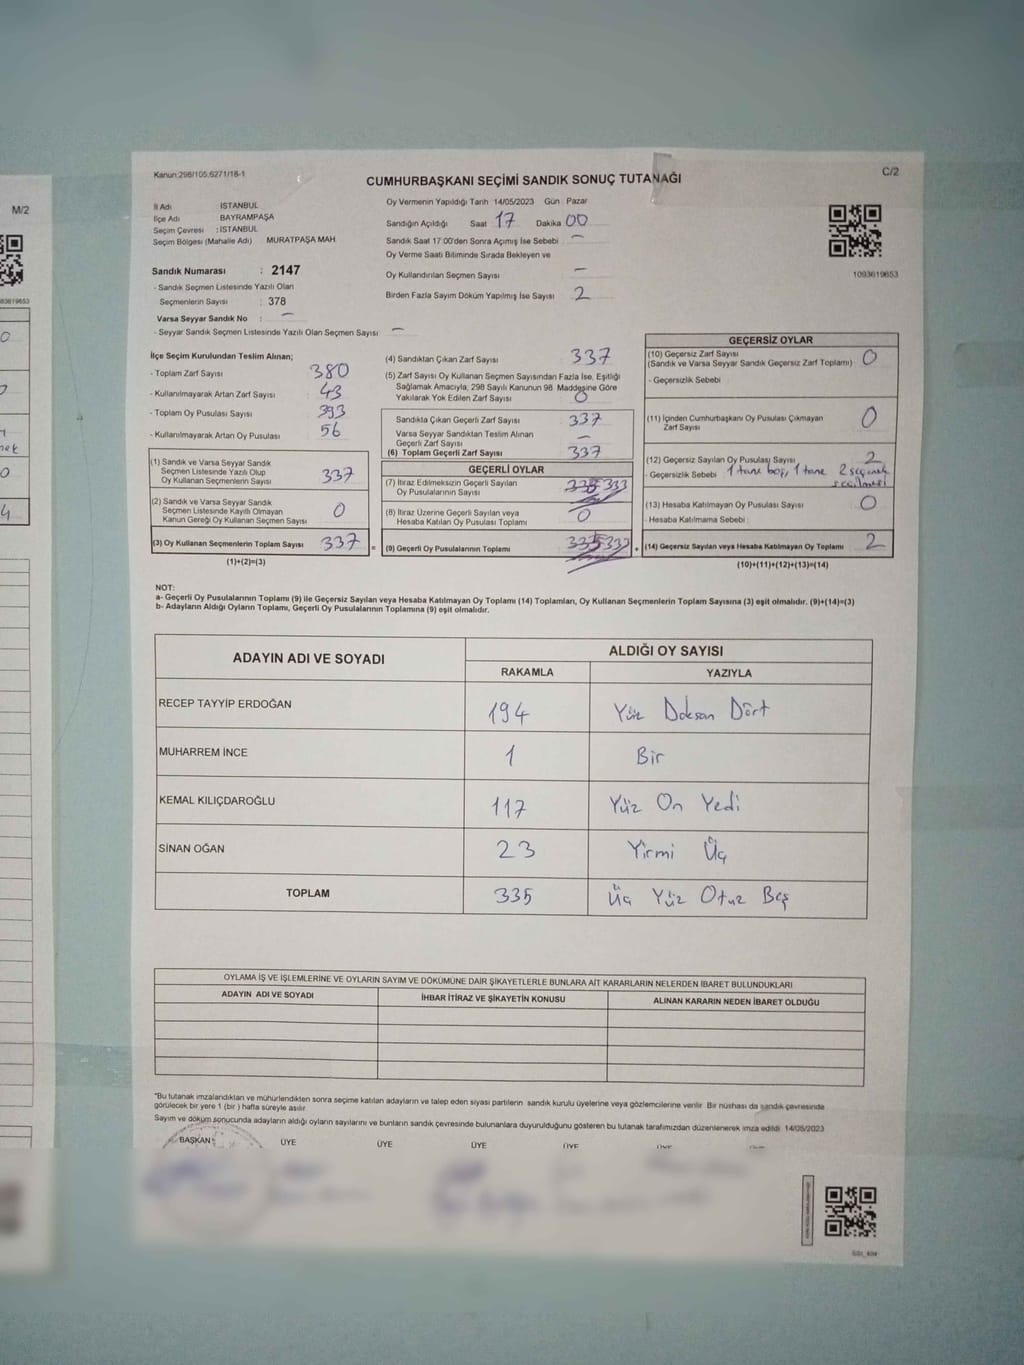 Kanun:298/105;6271/18-1
C/2
CUMHURBAŞKANI SEÇİMİ SANDIK SONUÇ TUTANAĞI
M/2
İl Adı : İSTANBUL
İlçe Adı : BAYRAMPAŞA
Seçim Çevresi : İSTANBUL
Seçim Bölgesi (Mahalle Adı) MURATPAŞA MAH.
Sandık Numarası : 2147
- Sandık Seçmen Listesinde Yazılı Olan
Seçmenlerin Sayısı : 378
Varsa Seyyar Sandık No : -
- Seyyar Sandık Listesinde Yazılı Olan Seçmen Sayısı -
Oy Vermenin Yapıldığı Tarih 14/05/2023 Gün Pazar
Sandığın Açıldığı Saat 17 Dakika 00
Sandık Saat 17:00'den Sonra Açımış İse Sebebi -
Oy Verme Saati Bitiminde Sırada Bekleyen ve
Oy Kullandırılan Seçmen Sayısı -
Birden Fazla Sayım Döküm Yapılmış İse Sayısı 2
1093619653
İlçe Seçim Kurulundan Teslim Alınan;
- Toplam Zarf Sayısı 380
- Kullanılmayarak Artan Zarf Sayısı 43
- Toplam Oy Pusulası Sayısı 393
- Kullanılmayarak Artan Oy Pusulası 56
(1) Sandık ve Varsa Seyyar Sandık
Seçmen Listesinde Yazılı Olup
Oy Kullanan Seçmenlerin Sayısı 337
(2) Sandık ve Varsa Seyyar Sandık
Seçmen Listesinde Kayıtlı Olmayan
Kanun Gereği Oy Kullanan Seçmen Sayısı 0
(3) Oy Kullanan Seçmenlerin Toplam Sayısı 337 =
(1)+(2)=(3)
(4) Sandıktan Çıkan Zarf Sayısı 337
(5) Zarf Sayısı Oy Kullanan Seçmen Sayısından Fazla İse, Eşitliği
Sağlamak Amacıyla, 298 Sayılı Kanunun 98. Maddesine Göre
Yakılarak Yok Edilen Zarf Sayısı 0
Sandıkta Çıkan Geçerli Zarf Sayısı 337
Varsa Seyyar Sandıktan Teslim Alınan
Geçerli Zarf Sayısı -
(6) Toplam Geçerli Zarf Sayısı 337
GEÇERLİ OYLAR
(7) İtiraz Edilmeksizin Geçerli Sayılan
Oy Pusulalarının Sayısı 335 333
(8) İtiraz Üzerine Geçerli Sayılan veya
Hesaba Katılan Oy Pusulası Toplamı 0
(9) Geçerli Oy Pusulalarının Toplamı 335 333 +
GEÇERSİZ OYLAR
(10) Geçersiz Zarf Sayısı
(Sandık ve Varsa Seyyar Sandık Geçersiz Zarf Toplamı) 0
- Geçersizlik Sebebi
(11) İçinden Cumhurbaşkanı Oy Pusulası Çıkmayan
Zarf Sayısı 0
(12) Geçersiz Sayılan Oy Pusulası Sayısı 2
- Geçersizlik Sebebi 1 tane boş, 1 tane 2 seçenek
seçilmesi
(13) Hesaba Katılmayan Oy Pusulası Sayısı 0
- Hesaba Katılmama Sebebi :
(14) Geçersiz Sayılan veya Hesaba Katılmayan Oy Toplamı 2
(10)+(11)+(12)+(13)=(14)
NOT:
a- Geçerli Oy Pusulalarının Toplamı (9) ile Geçersiz Sayılan veya Hesaba Katılmayan Oy Toplamı (14) Toplamları, Oy Kullanan Seçmenlerin Toplam Sayısına (3) eşit olmalıdır. (9)+(14)=(3)
b- Adayların Aldığı Oyların Toplamı, Geçerli Oy Pusulalarının Toplamına (9) eşit olmalıdır.
ADAYIN ADI VE SOYADI
ALDIĞI OY SAYISI
RAKAMLA YAZIYLA
RECEP TAYYİP ERDOĞAN 194 Yüz Doksan Dört
MUHARREM İNCE 1 Bir
KEMAL KILIÇDAROĞLU 117 Yüz On Yedi
SİNAN OĞAN 23 Yirmi Üç
TOPLAM 335 Üç Yüz Otuz Beş
OYLAMA İŞ VE İŞLEMLERİNE VE OYLARIN SAYIM VE DÖKÜMÜNE DAİR ŞİKAYETLERLE BUNLARA AİT KARARLARIN NELERDEN İBARET BULUNDUKLARI
ADAYIN ADI VE SOYADI İHBAR İTİRAZ VE ŞİKAYETİN KONUSU ALINAN KARARIN NEDEN İBARET OLDUĞU
"Bu tutanak imzalandıktan ve mühürlendikten sonra seçime katılan adayların ve talep eden siyasi partilerin sandık kurulu üyelerine veya gözlemcilerine verilir. Bir nüshası da sandık çevresinde
görülecek bir yere 1 (bir ) hafta süreyle asılır.
Sayım ve döküm sonucunda adayların aldığı oyların sayılarını ve bunların sandık çevresinde bulunanlara duyurulduğunu gösteren bu tutanak tarafımızdan düzenlenerek imza edildi. 14/05/2023
BAŞKAN ÜYE ÜYE ÜYE ÜYE ÜYE